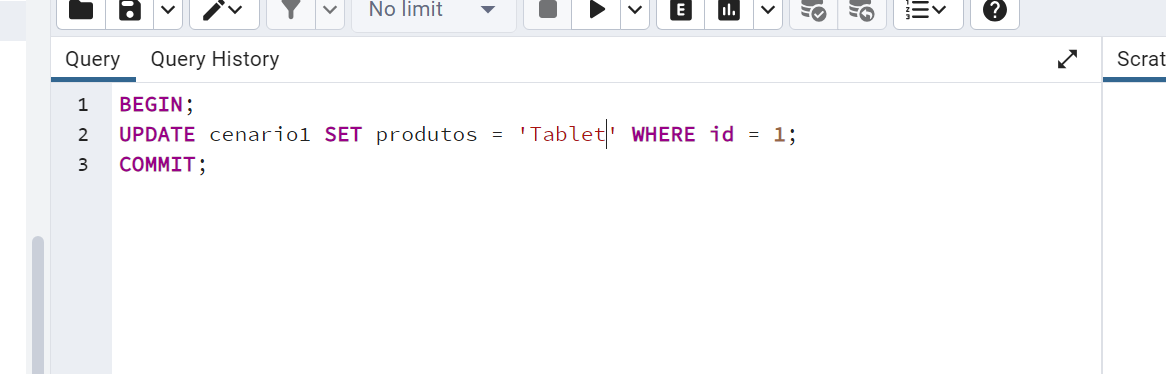 No limit
E
Query Query History
Scrat
1 BEGIN;
2 UPDATE cenario1 SET produtos = 'Tablet' WHERE id = 1;
3 COMMIT;